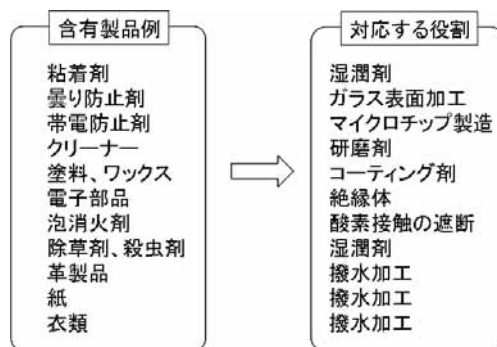 含有製品例
粘着剤
曇り防止剤
帯電防止剤
クリーナー
塗料、ワックス
電子部品
泡消火剤
除草剤、殺虫剤
革製品
紙
衣類
対応する役割
湿潤剤
ガラス表面加工
マイクロチップ製造
研磨剤
コーティング剤
絶縁体
酸素接触の遮断
湿潤剤
撥水加工
撥水加工
撥水加工